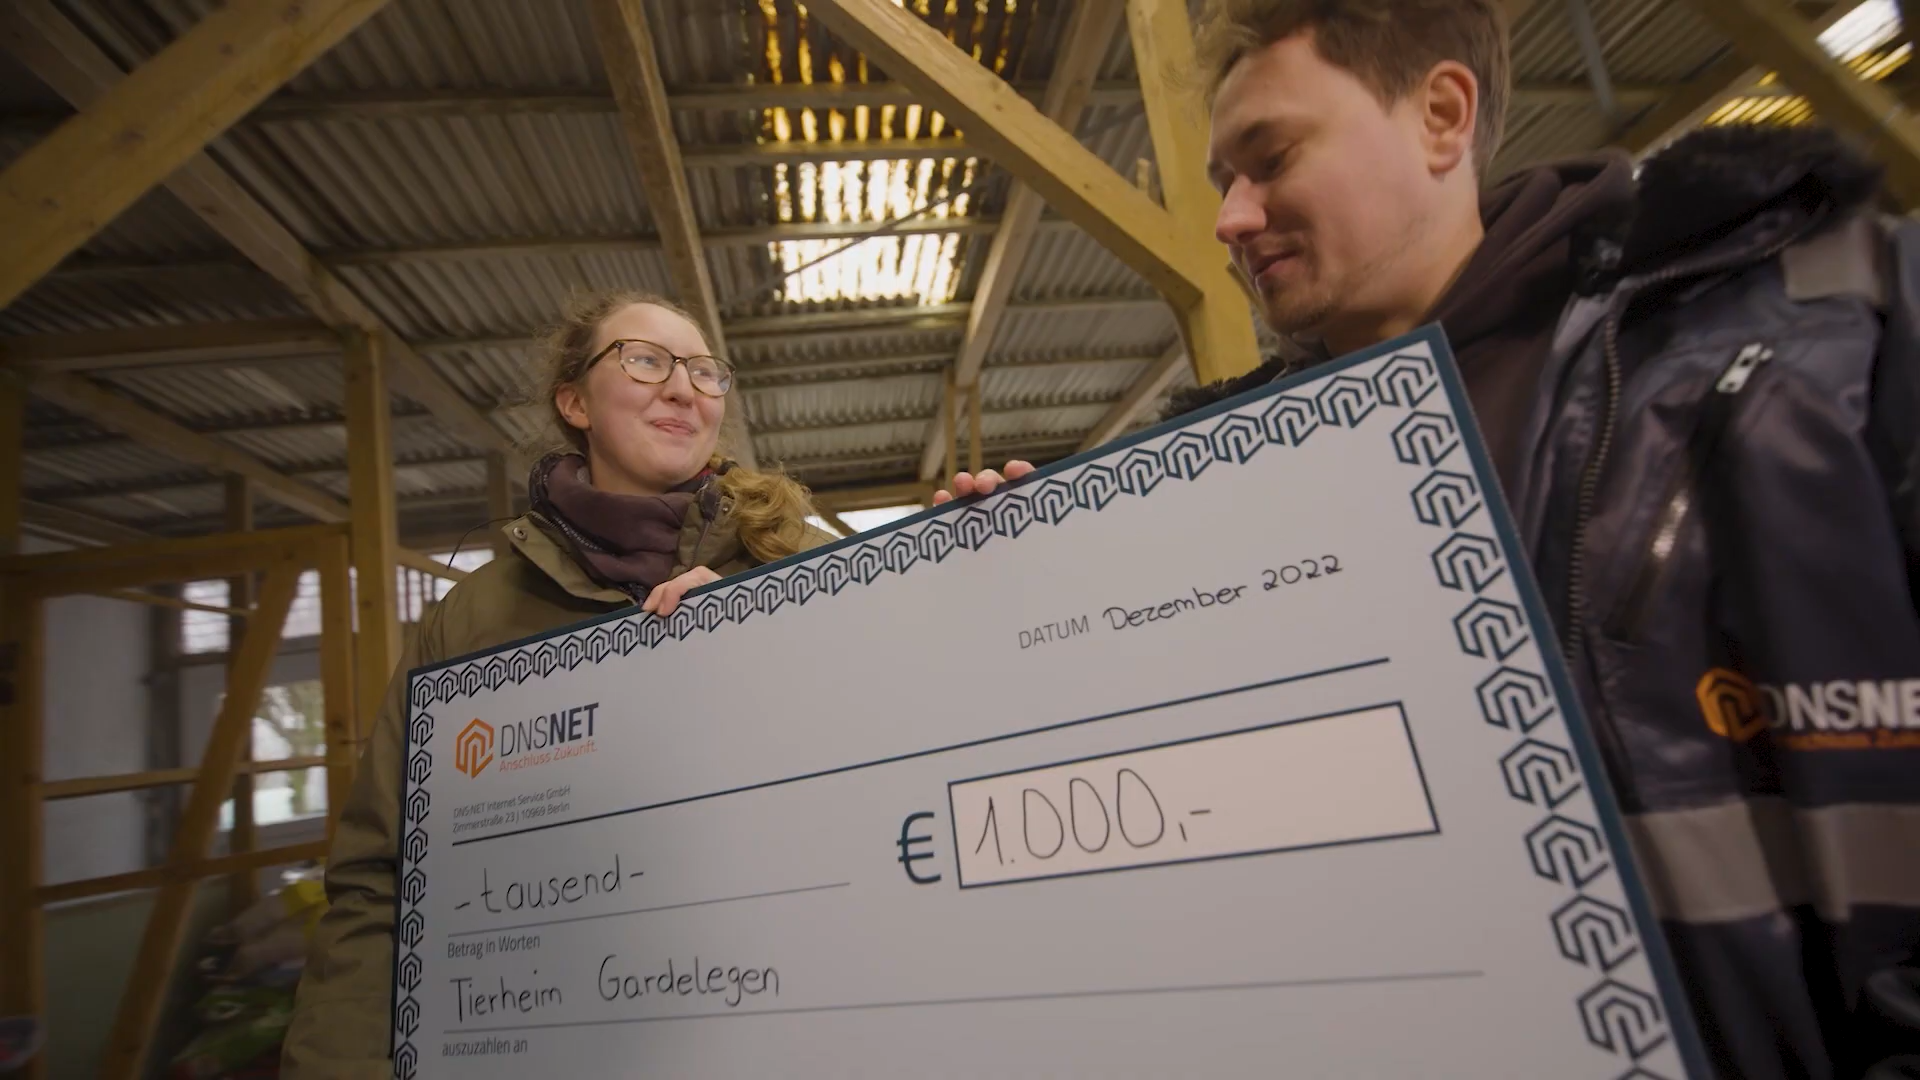 DATUM Dezember 2022
DNSNET
Anschluss Zukunft.
DNS:NET Internet Service GmbH
Zimmerstraße 23 | 10969 Berlin
€ 1.000,-
-tausend-
Betrag in Worten
Tierheim Gardelegen
auszuzahlen an
DNSNE